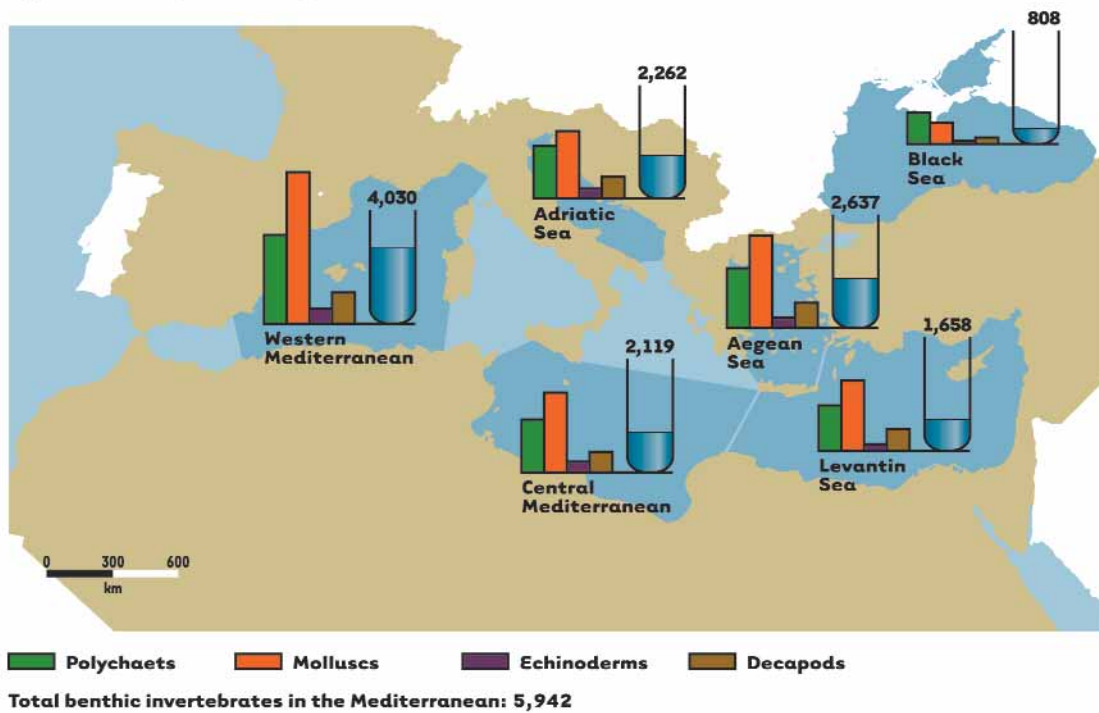 808
2,262
Black
Sea
4,030
Adriatic
Sea
2,637
Western
Mediterranean
Aegean
Sea
2,119
1,658
Central
Mediterranean
Levantin
Sea
0 300 600
km
Polychaets Molluscs Echinoderms Decapods
Total benthic invertebrates in the Mediterranean: 5,942